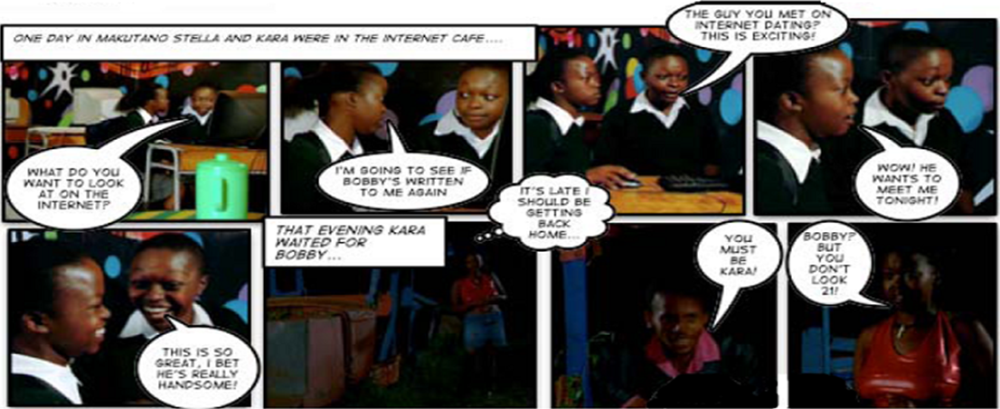 ONE DAY IN MAKUTANO STELLA AND KARA WERE IN THE INTERNET CAFE....
WHAT DO YOU
WANT TO LOOK
AT ON THE
INTERNET?
I'M GOING TO SEE IF
BOBBY'S WRITTEN
TO ME AGAIN
THE GUY YOU MET ON
INTERNET DATING?
THIS IS EXCITING!
WOW! HE
WANTS TO
MEET ME
TONIGHT!
THIS IS SO
GREAT, I BET
HE'S REALLY
HANDSOME!
THAT EVENING KARA
WAITED FOR
BOBBY...
IT'S LATE I
SHOULD BE
GETTING
BACK
HOME...
YOU
MUST
BE
KARA!
BOBBY?
BUT
YOU
DON'T
LOOK
21!